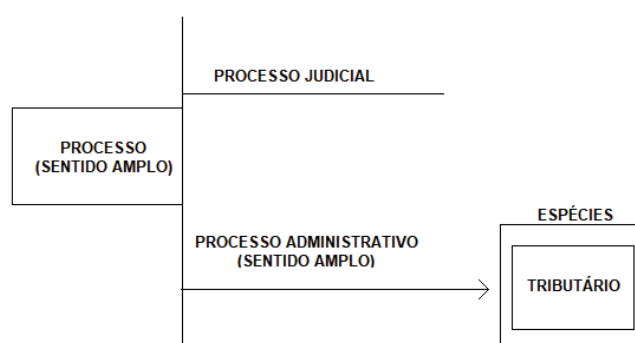 PROCESSO JUDICIAL
PROCESSO
(SENTIDO AMPLO)
ESPÉCIES
PROCESSO ADMINISTRATIVO
(SENTIDO AMPLO)
TRIBUTÁRIO